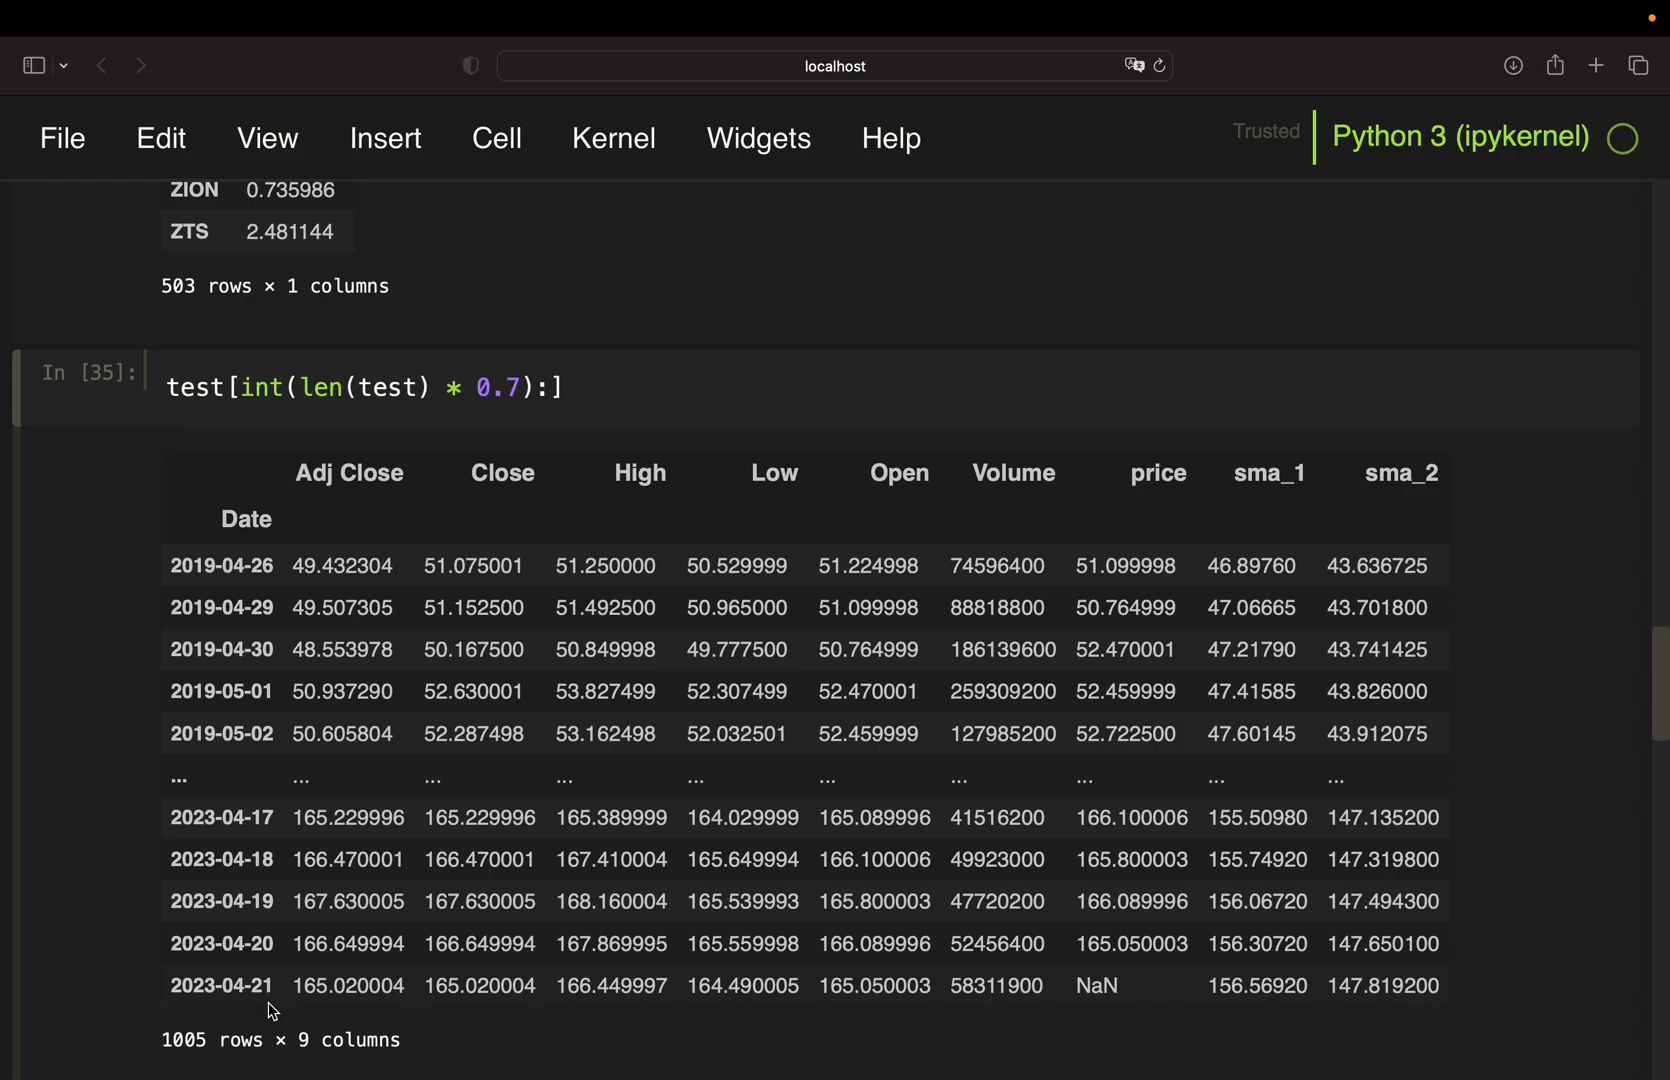 localhost
File Edit View Insert Cell Kernel Widgets Help Trusted Python 3 (ipykernel)
ZION 0.735986
ZTS 2.481144
503 rows × 1 columns
In [35]: test[int(len(test) * 0.7):]
Adj Close Close High Low Open Volume price sma_1 sma_2
Date
2019-04-26 49.432304 51.075001 51.250000 50.529999 51.224998 74596400 51.099998 46.89760 43.636725
2019-04-29 49.507305 51.152500 51.492500 50.965000 51.099998 88818800 50.764999 47.06665 43.701800
2019-04-30 48.553978 50.167500 50.849998 49.777500 50.764999 186139600 52.470001 47.21790 43.741425
2019-05-01 50.937290 52.630001 53.827499 52.307499 52.470001 259309200 52.459999 47.41585 43.826000
2019-05-02 50.605804 52.287498 53.162498 52.032501 52.459999 127985200 52.722500 47.60145 43.912075
... ... ... ... ... ... ... ... ... ...
2023-04-17 165.229996 165.229996 165.389999 164.029999 165.089996 41516200 166.100006 155.50980 147.135200
2023-04-18 166.470001 166.470001 167.410004 165.649994 166.100006 49923000 165.800003 155.74920 147.319800
2023-04-19 167.630005 167.630005 168.160004 165.539993 165.800003 47720200 166.089996 156.06720 147.494300
2023-04-20 166.649994 166.649994 167.869995 165.559998 166.089996 52456400 165.050003 156.30720 147.650100
2023-04-21 165.020004 165.020004 166.449997 164.490005 165.050003 58311900 NaN 156.56920 147.819200
1005 rows × 9 columns